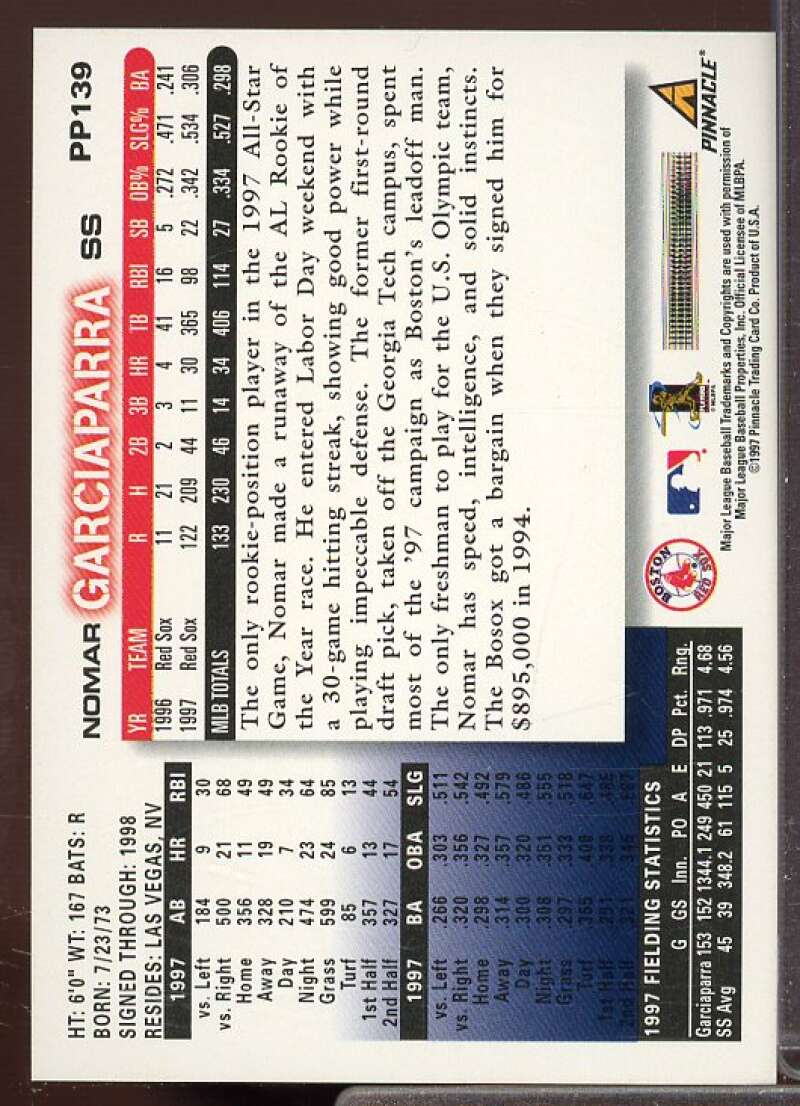 NOMAR GARCIAPARRA SS PP139
YR TEAM R H 2B 3B HR TB RBI SB OB% SLG% BA
1996 Red Sox 11 21 2 3 4 41 16 5 .272 .471 .241
1997 Red Sox 122 209 44 11 30 365 98 22 .342 .534 .306
MLB TOTALS 133 230 46 14 34 406 114 27 .334 .527 .298
The only rookie-position player in the 1997 All-Star
Game, Nomar made a runaway of the AL Rookie of
the Year race. He entered Labor Day weekend with
a 30-game hitting streak, showing good power while
playing impeccable defense. The former first-round
draft pick, taken off the Georgia Tech campus, spent
most of the '97 campaign as Boston's leadoff man.
The only freshman to play for the U.S. Olympic team,
Nomar has speed, intelligence, and solid instincts.
The Bosox got a bargain when they signed him for
$895,000 in 1994.
HT: 6'0" WT: 167 BATS: R
BORN: 7/23/73
SIGNED THROUGH: 1998
RESIDES: LAS VEGAS, NV
1997 AB HR RBI
vs. Left 184 9 30
vs. Right 500 21 68
Home 356 11 49
Away 328 19 49
Day 210 7 34
Night 474 23 64
Grass 599 24 85
Turf 85 6 13
1st Half 357 13 44
2nd Half 327 17 54
1997 BA OBA SLG
vs. Left .266 .303 .511
vs. Right .320 .356 .542
Home .298 .327 .492
Away .314 .357 .579
Day .300 .320 .486
Night .308 .351 .555
Grass .297 .333 .518
Turf .365 .408 .647
1st Half .291 .338
2nd Half .321
1997 FIELDING STATISTICS
G GS Inn. PO A E DP Pct. Rng.
Garciaparra 153 152 1344.1 249 450 21 113 .971 4.68
SS Avg 45 39 348.2 61 115 5 25 .974 4.56
BOSTON
RED SOX
© MLBPA
PINNACLE®
Major League Baseball Trademarks and Copyrights are used with permission of
Major League Baseball Properties, Inc. Official Licensee of MLBPA.
©1997 Pinnacle Trading Card Co. Product of U.S.A.